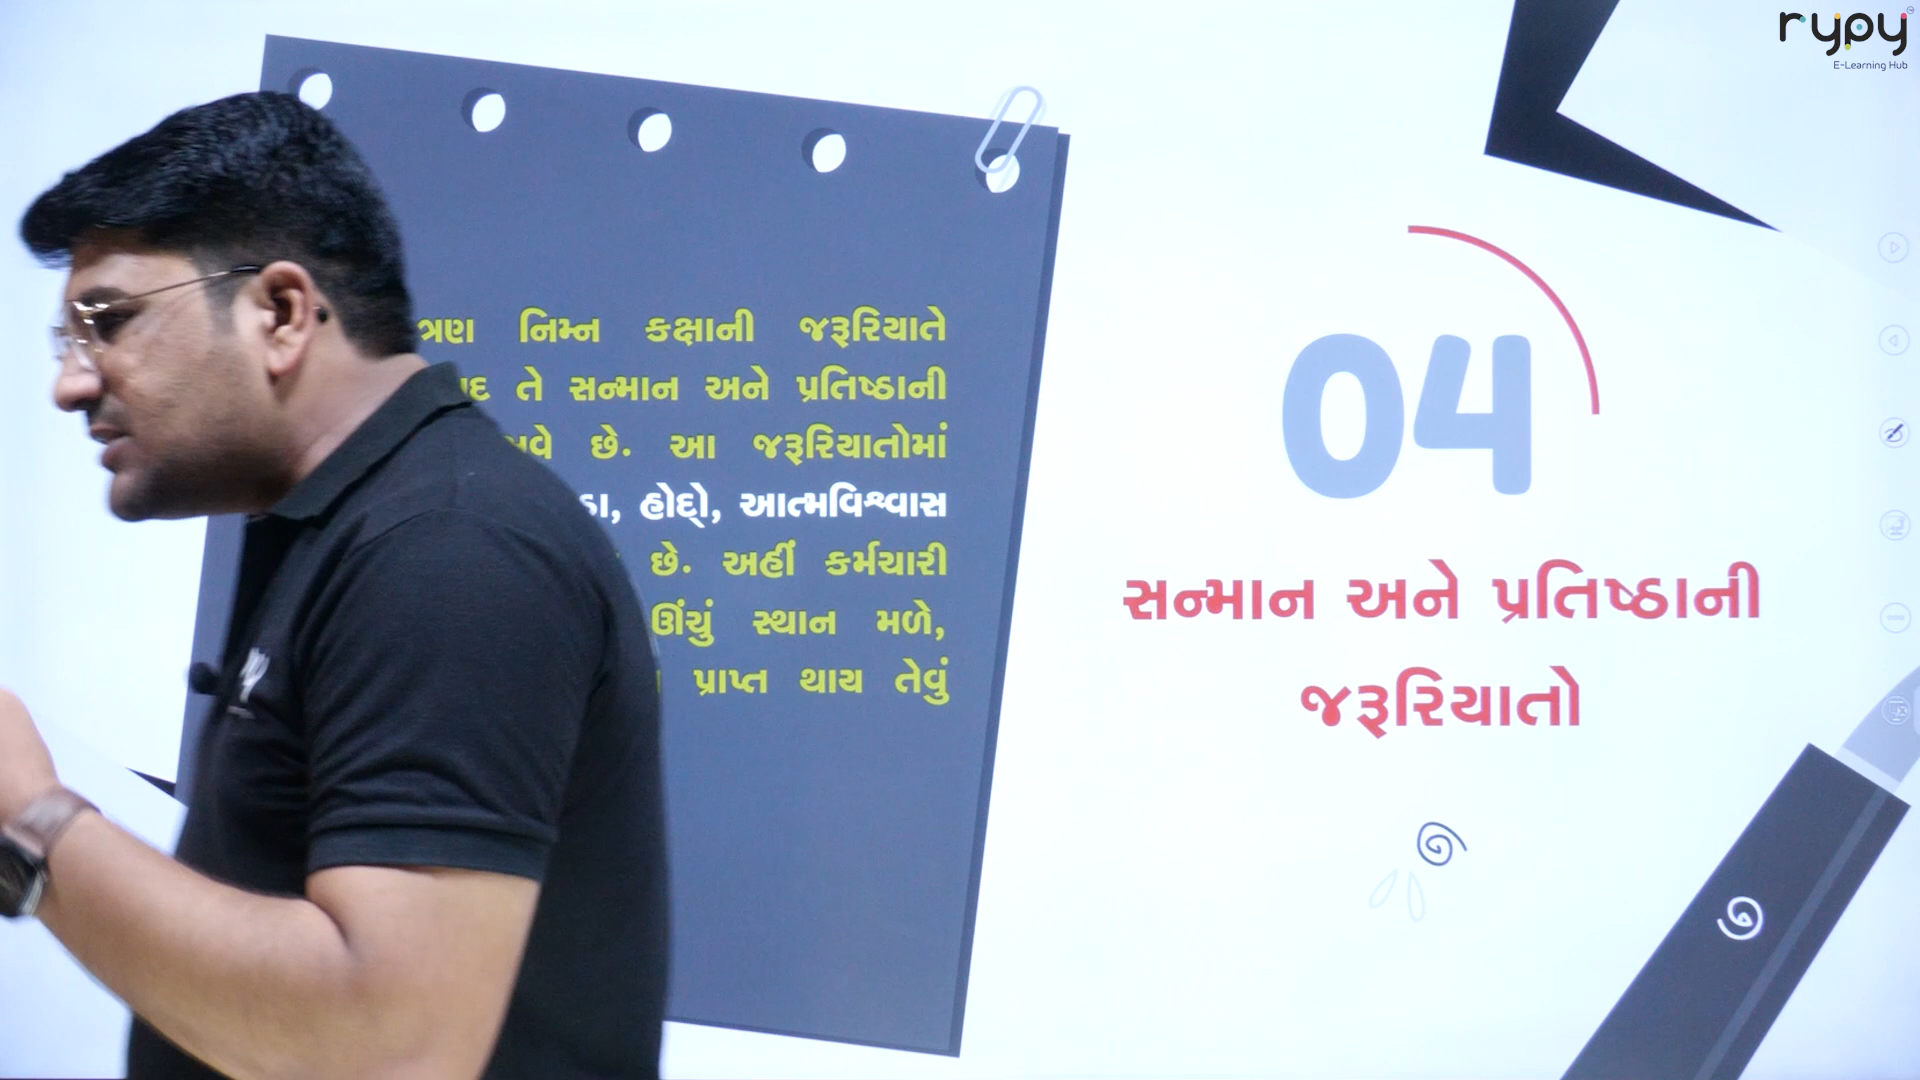 rypy
E-Learning Hub
ત્રણ નિમ્ન કક્ષાની જરૂરિયાતે
તે સન્માન અને પ્રતિષ્ઠાની
છે. આ જરૂરિયાતોમાં
હોદ્દો, આત્મવિશ્વાસ
છે. અહીં કર્મચારી
ઊંચું સ્થાન મળે,
પ્રાપ્ત થાય તેવું
04
સન્માન અને પ્રતિષ્ઠાની
જરૂરિયાતો